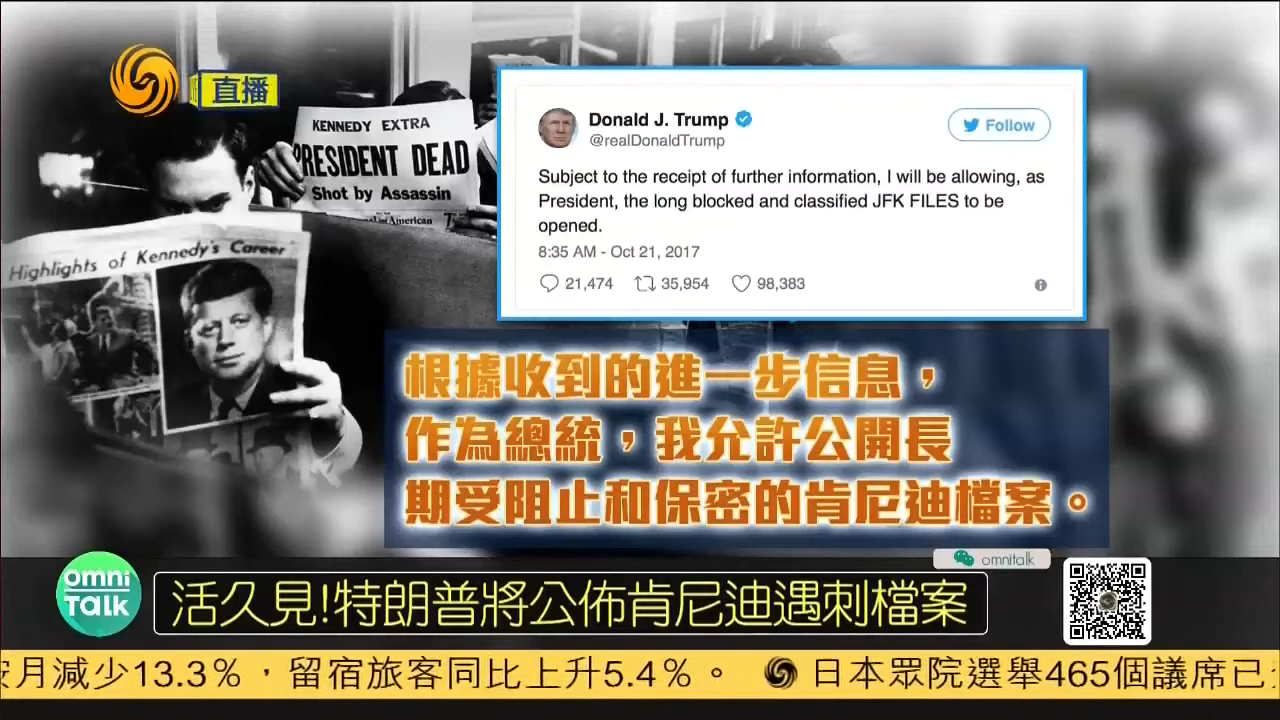 直播
KENNEDY EXTRA
PRESIDENT DEAD
Shot by Assassin
American
Highlights of Kennedy's Career
Donald J. Trump
@realDonaldTrump
Follow
Subject to the receipt of further information, I will be allowing, as
President, the long blocked and classified JFK FILES to be
opened.
8:35 AM - Oct 21, 2017
21,474 35,954 98,383
根據收到的進一步信息，
作為總統，我允許公開長
期受阻止和保密的肯尼迪檔案。
omnitalk
omni
Talk
活久見!特朗普將公佈肯尼迪遇刺檔案
月減少13.3%，留宿旅客同比上升5.4%。 日本眾院選舉465個議席已